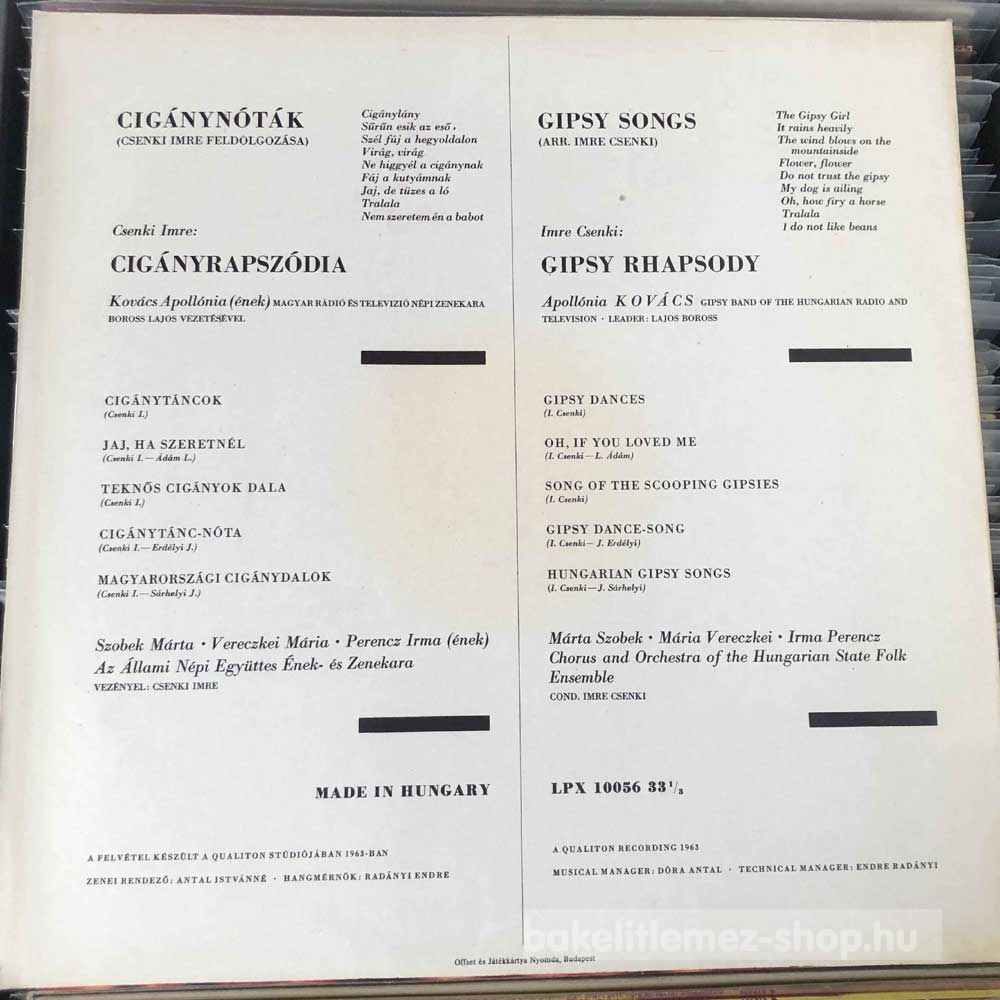 CIGÁNYNÓTÁK
(CSENKI IMRE FELDOLGOZÁSA)
Cigánylány
Sűrűn esik az eső,
Szél fúj a hegyoldalon
Virág, virág
Ne higgyél a cigánynak
Fáj a kutyámnak
Jaj, de tüzes a ló
Tralala
Nem szeretem én a babot
Csenki Imre:
CIGÁNYRAPSZÓDIA
Kovács Apollónia (ének) MAGYAR RÁDIÓ ÉS TELEVIZIÓ NÉPI ZENEKARA
BOROSS LAJOS VEZETÉSÉVEL
CIGÁNYTÁNCOK
(Csenki I.)
JAJ, HA SZERETNÉL
(Csenki I.—Ádám L.)
TEKNŐS CIGÁNYOK DALA
(Csenki I.)
CIGÁNYTÁNC-NÓTA
(Csenki I.—Erdélyi J.)
MAGYARORSZÁGI CIGÁNYDALOK
(Csenki I.—Sárhelyi J.)
Szobek Márta · Vereczkei Mária · Perencz Irma (ének)
Az Állami Népi Együttes Ének- és Zenekara
VEZÉNYEL: CSENKI IMRE
MADE IN HUNGARY
A FELVÉTEL KÉSZÜLT A QUALITON STÚDIÓJÁBAN 1963-BAN
ZENEI RENDEZŐ: ANTAL ISTVÁNNÉ · HANGMÉRNÖK: RADÁNYI ENDRE
GIPSY SONGS
(ARR. IMRE CSENKI)
The Gipsy Girl
It rains heavily
The wind blows on the
mountainside
Flower, flower
Do not trust the gipsy
My dog is ailing
Oh, how firy a horse
Tralala
I do not like beans
Imre Csenki:
GIPSY RHAPSODY
Apollónia KOVÁCS GIPSY BAND OF THE HUNGARIAN RADIO AND
TELEVISION · LEADER: LAJOS BOROSS
GIPSY DANCES
(I. Csenki)
OH, IF YOU LOVED ME
(I. Csenki—L. Ádám)
SONG OF THE SCOOPING GIPSIES
(I. Csenki)
GIPSY DANCE-SONG
(I. Csenki—J. Erdélyi)
HUNGARIAN GIPSY SONGS
(I. Csenki—J. Sárhelyi)
Márta Szobek · Mária Vereczkei · Irma Perencz
Chorus and Orchestra of the Hungarian State Folk
Ensemble
COND. IMRE CSENKI
LPX 10056 33 1/3
A QUALITON RECORDING 1963
MUSICAL MANAGER: DÓRA ANTAL · TECHNICAL MANAGER: ENDRE RADÁNYI
bakelitlemez-shop.hu
Offset és Játékkártya Nyomda, Budapest